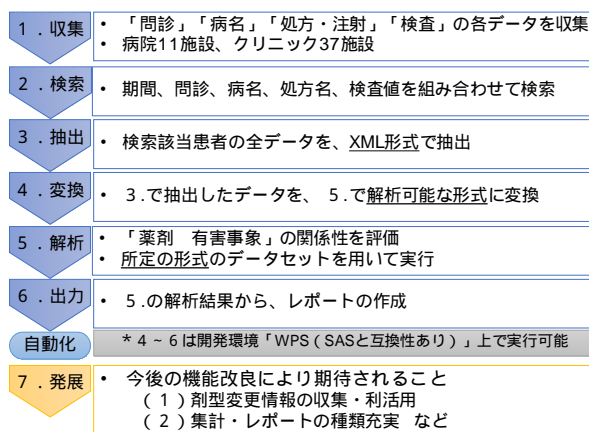 1．収集
• 「問診」「病名」「処方・注射」「検査」の各データを収集
• 病院11施設、クリニック37施設
2．検索
• 期間、問診、病名、処方名、検査値を組み合わせて検索
3．抽出
• 検索該当患者の全データを、XML形式で抽出
4．変換
• 3.で抽出したデータを、 5.で解析可能な形式に変換
5．解析
• 「薬剤 有害事象」の関係性を評価
• 所定の形式のデータセットを用いて実行
6．出力
• 5.の解析結果から、レポートの作成
自動化
＊4～6は開発環境「WPS（SASと互換性あり）」上で実行可能
7．発展
• 今後の機能改良により期待されること
（1）剤型変更情報の収集・利活用
（2）集計・レポートの種類充実 など